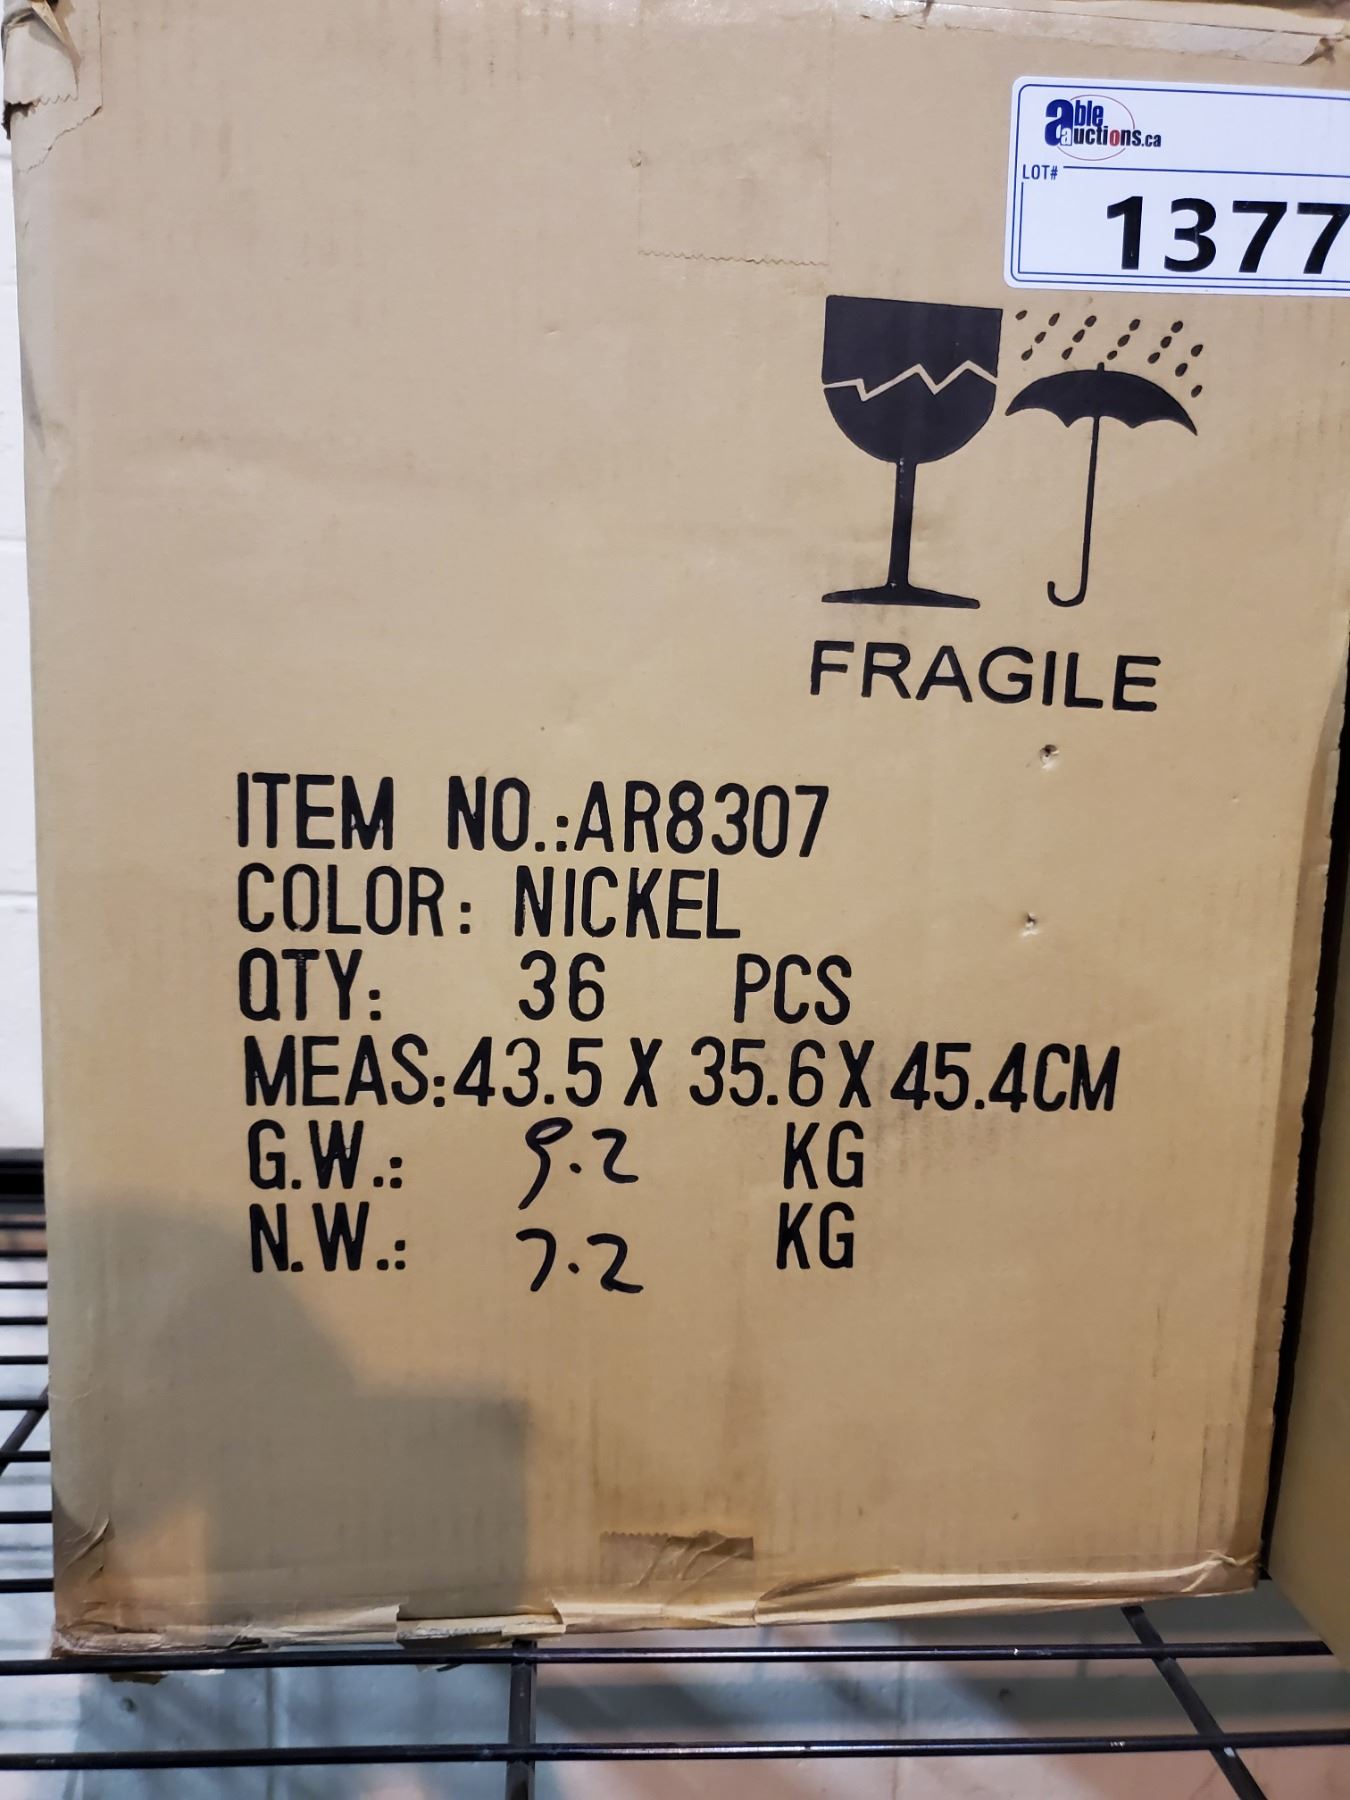 able auctions.ca
LOT#
1377
FRAGILE
ITEM NO.:AR8307
COLOR: NICKEL
QTY: 36 PCS
MEAS:43.5 X 35.6 X 45.4CM
G.W.: 9.2 KG
N.W.: 7.2 KG